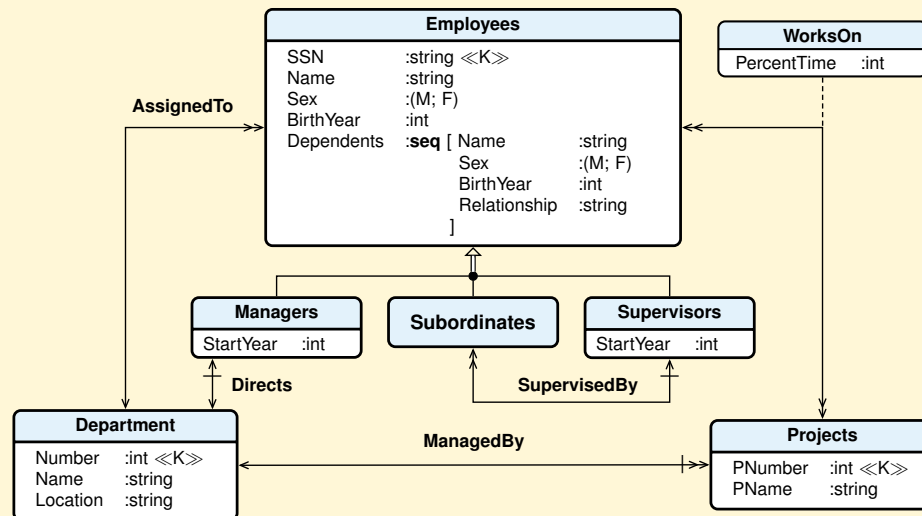 Employees
SSN :string ≪K≫
Name :string
Sex :(M; F)
BirthYear :int
Dependents :seq [ Name :string
Sex :(M; F)
BirthYear :int
Relationship :string
]
WorksOn
PercentTime :int
AssignedTo
Managers
StartYear :int
Subordinates
Supervisors
StartYear :int
Directs
SupervisedBy
Department
Number :int ≪K≫
Name :string
Location :string
ManagedBy
Projects
PNumber :int ≪K≫
PName :string